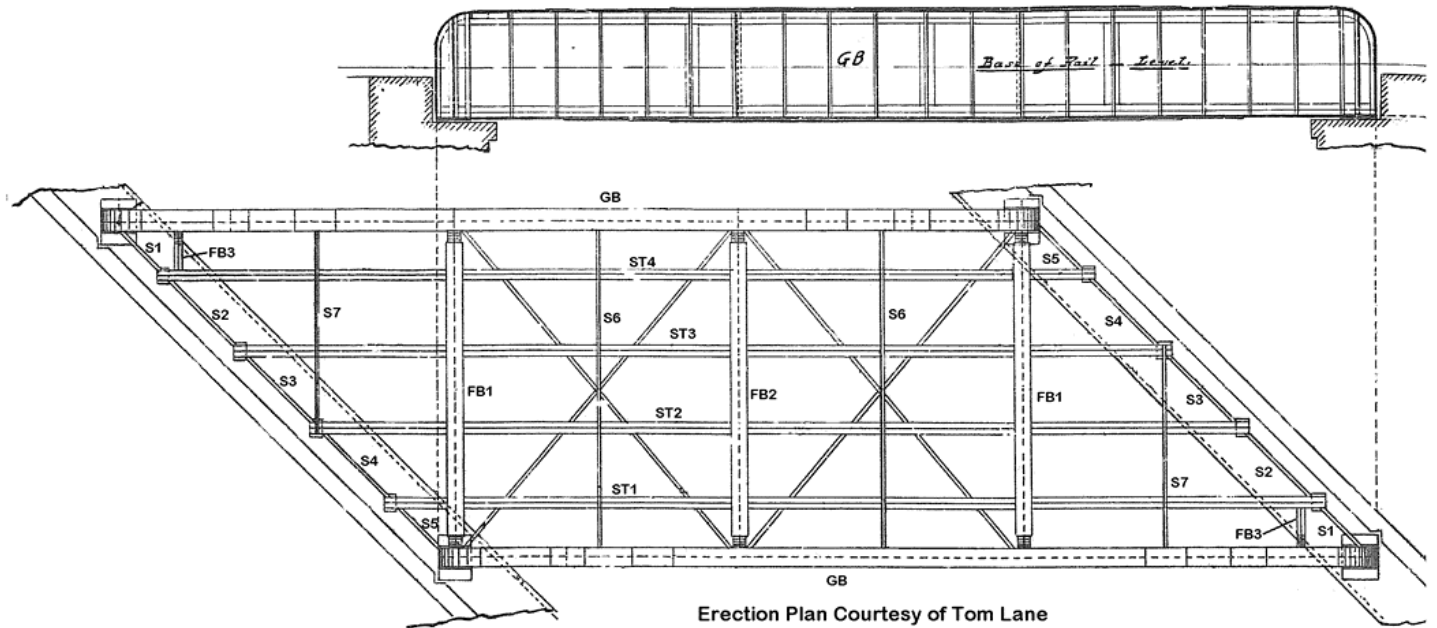 GB
Base of Rail - Level.
GB
S1
FB3
ST4
S5
S2
S7
S6
S6
S4
ST3
S3
FB1
FB2
FB1
S3
ST2
S4
S2
ST1
S7
S5
FB3
S1
GB
Erection Plan Courtesy of Tom Lane